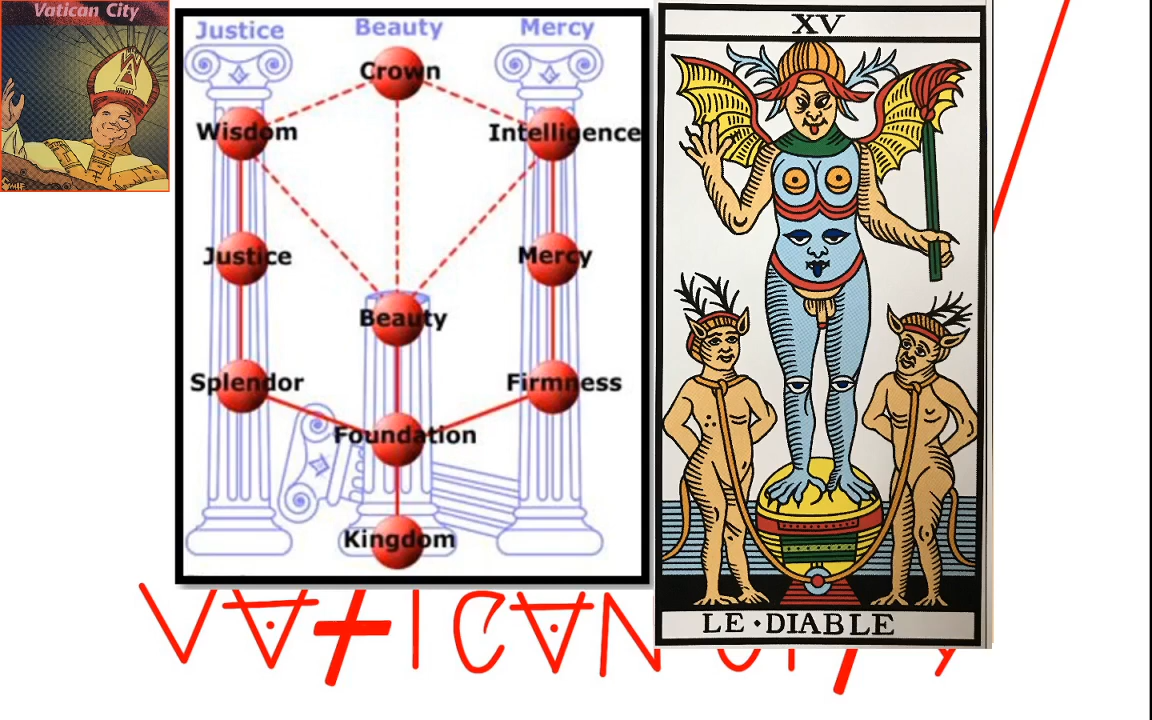 Vatican City
Justice Beauty Mercy
Crown
Wisdom Intelligence
Justice Mercy
Beauty
Splendor Firmness
Foundation
Kingdom
XV
LE·DIABLE
VATICAN CITY